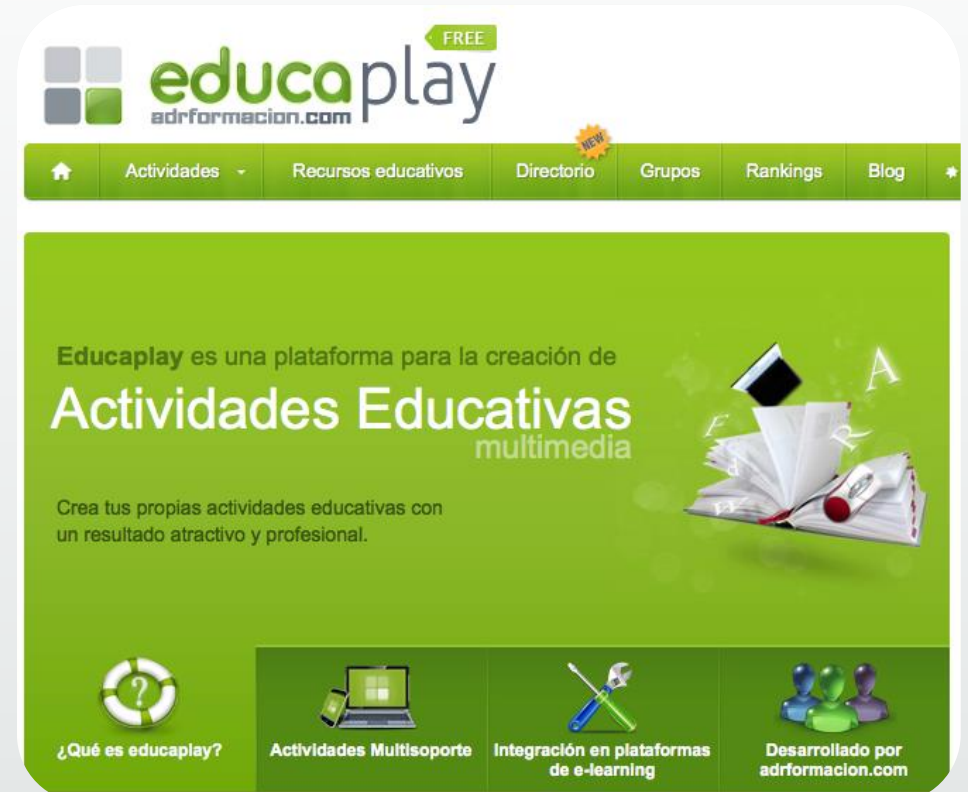 FREE
educaplay
adrformacion.com
NEW
Actividades Recursos educativos Directorio Grupos Rankings Blog
Educaplay es una plataforma para la creación de
Actividades Educativas
multimedia
Crea tus propias actividades educativas con
un resultado atractivo y profesional.
A
F
R
?
¿Qué es educaplay? Actividades Multisoporte Integración en plataformas Desarrollado por
de e-learning adrformacion.com